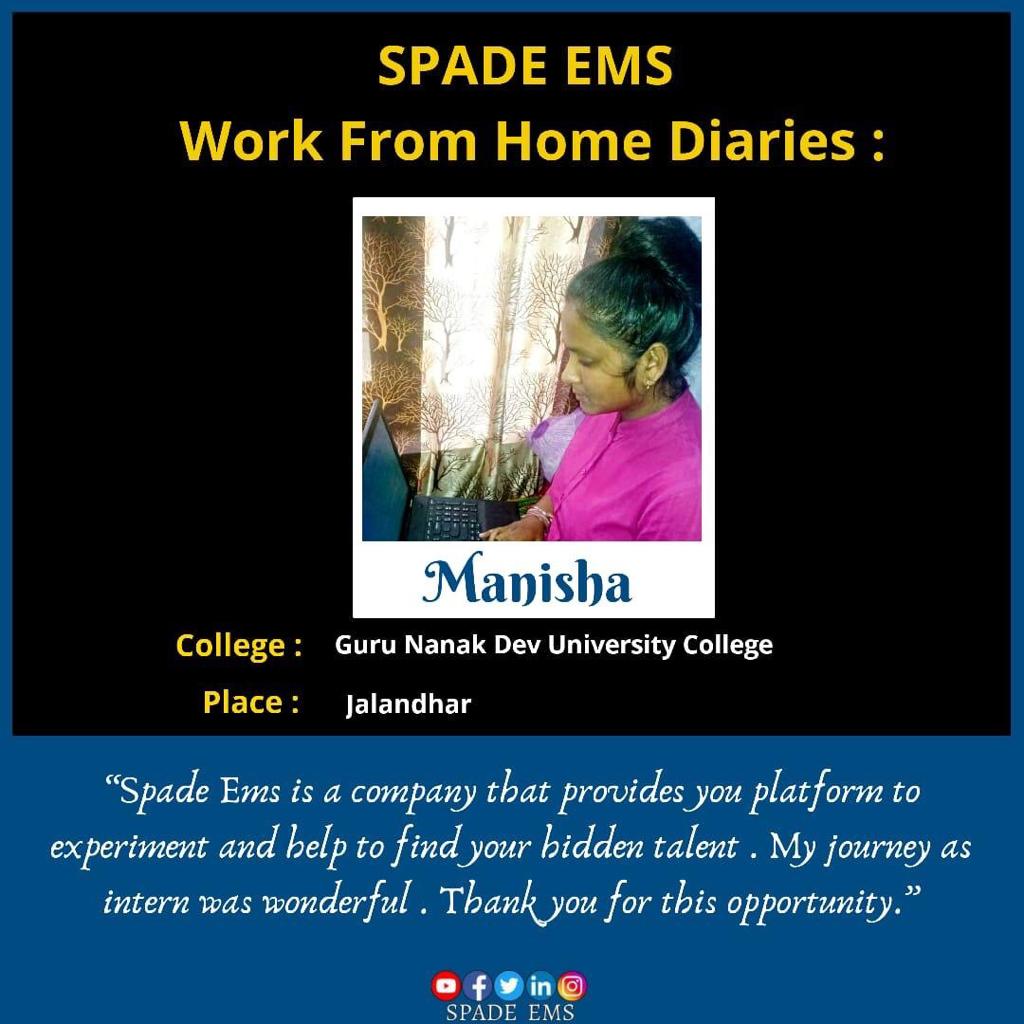 SPADE EMS
Work From Home Diaries :
Manisha
College : Guru Nanak Dev University College
Place : Jalandhar
“Spade Ems is a company that provides you platform to
experiment and help to find your hidden talent . My journey as
intern was wonderful . Thank you for this opportunity.”
SPADE EMS